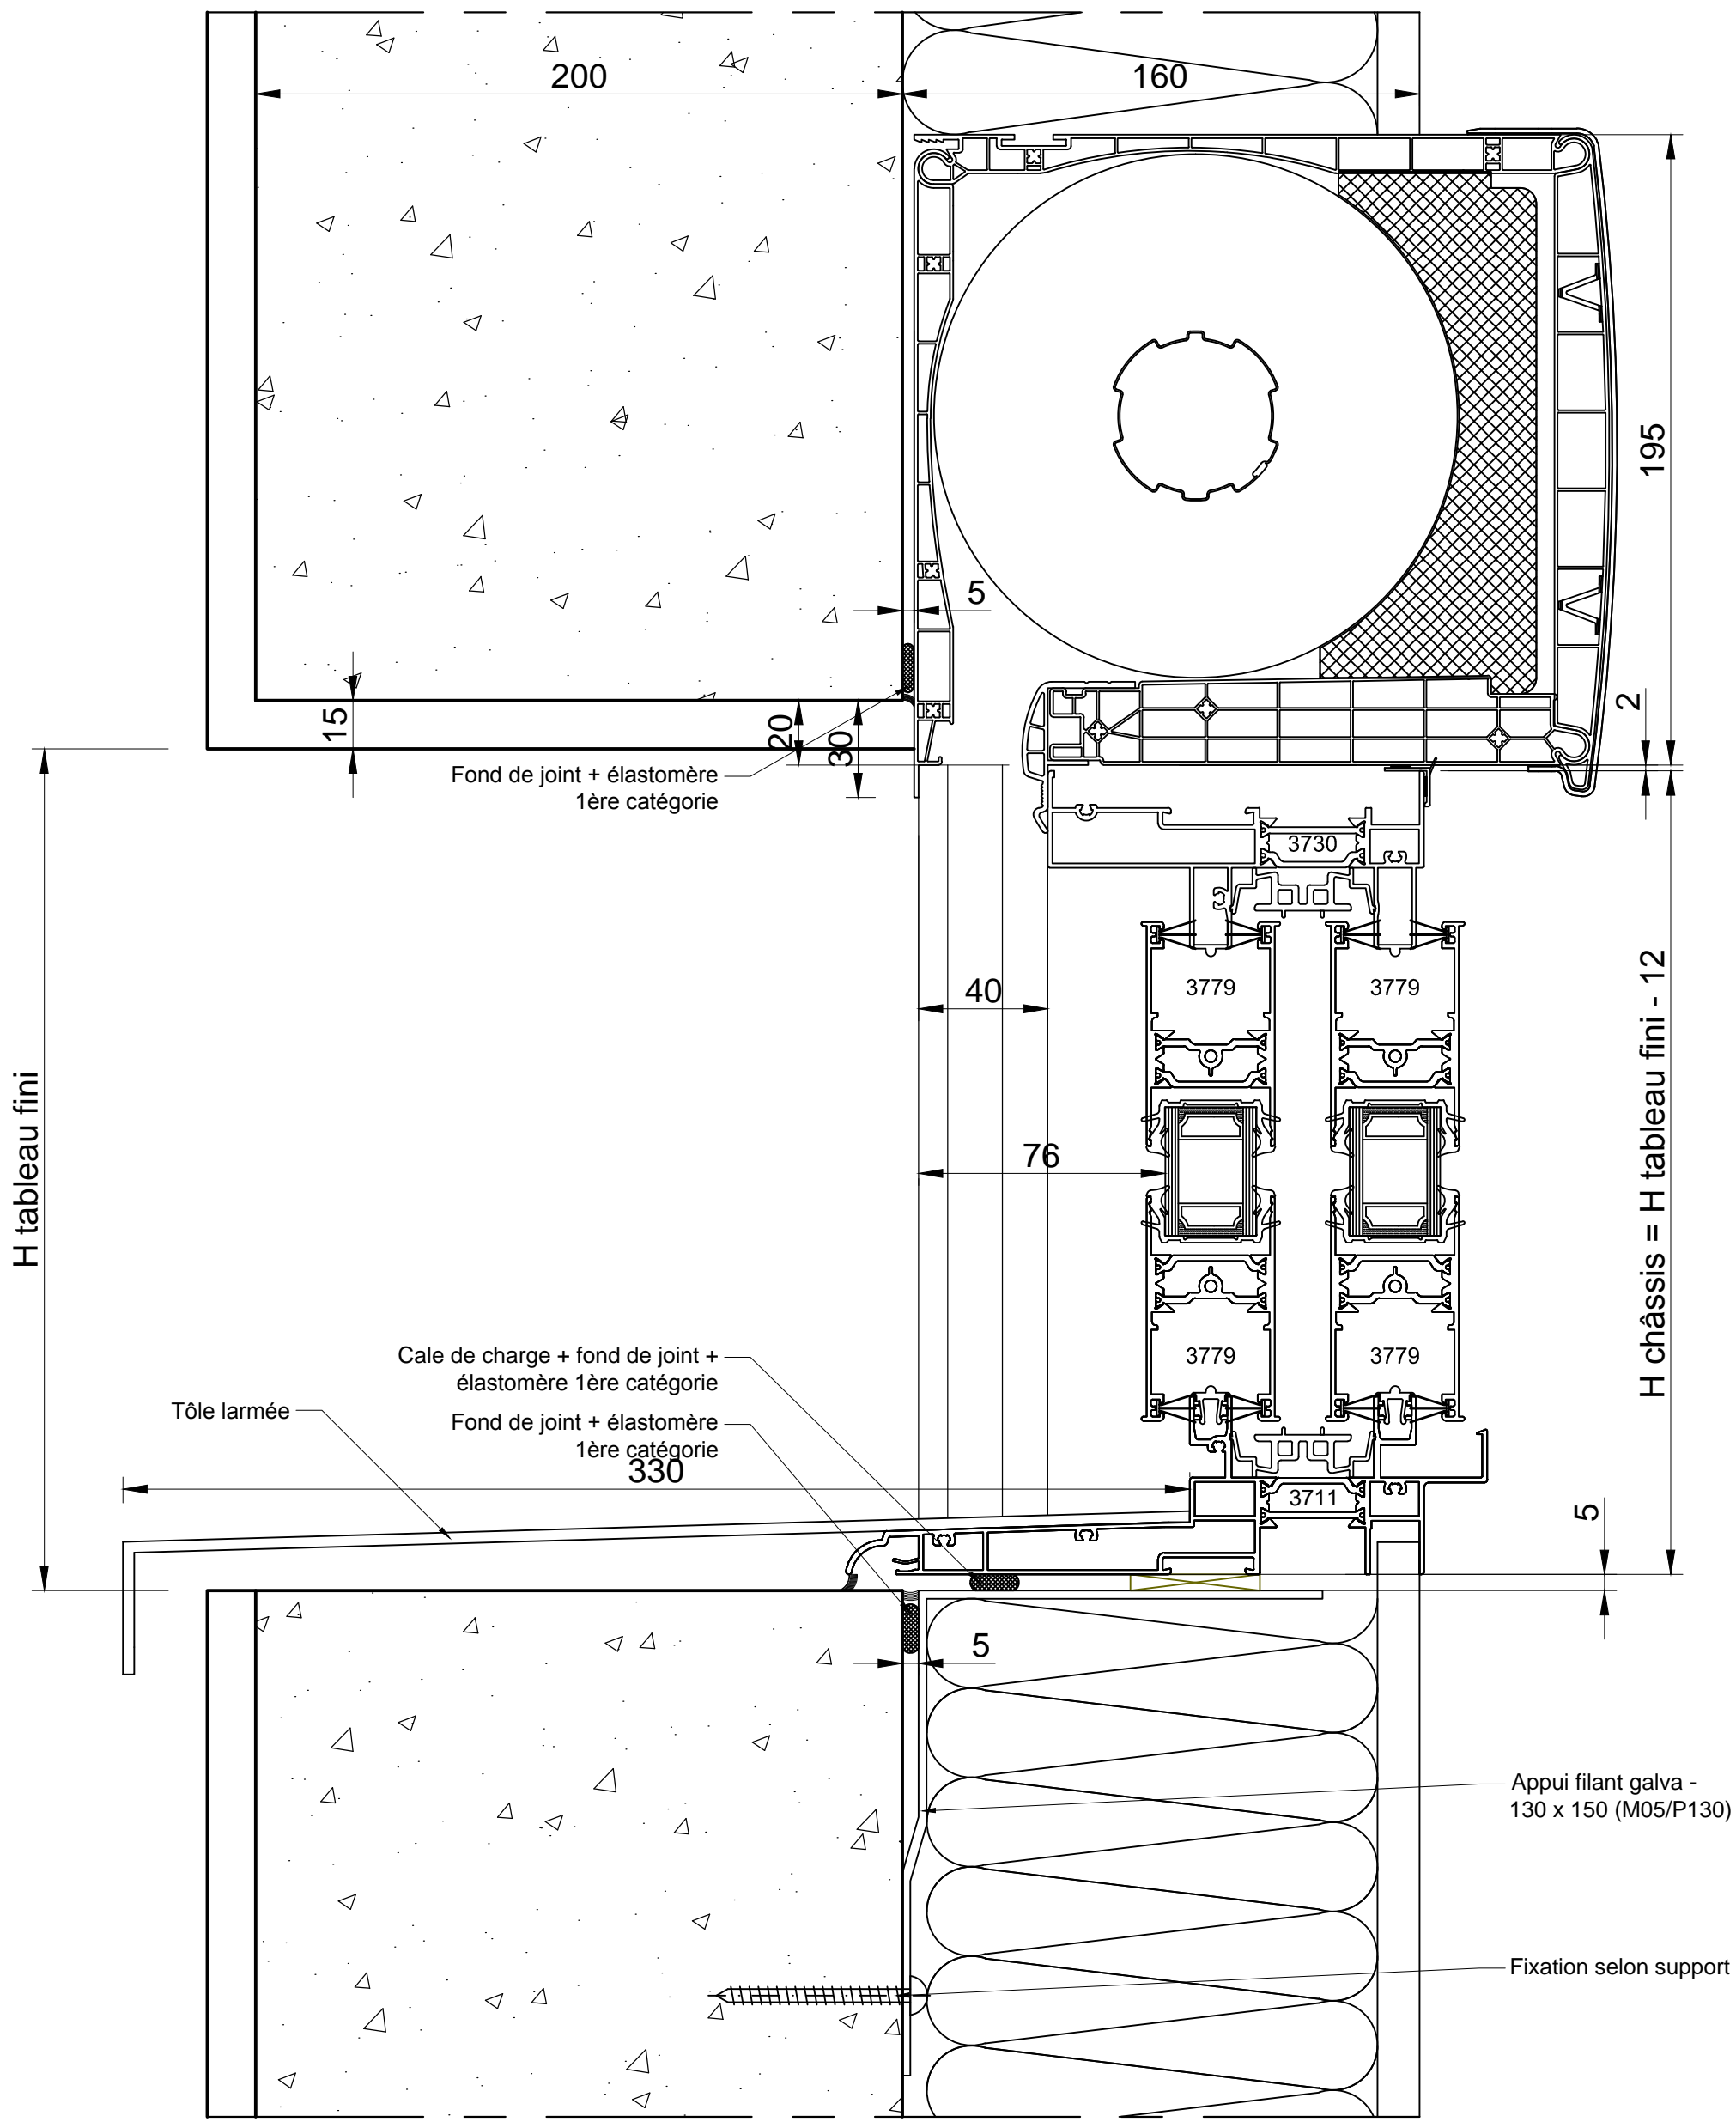 200
160
195
5
15
20
30
2
Fond de joint + élastomère
1ère catégorie
3730
40
3779
3779
H châssis = H tableau fini - 12
H tableau fini
76
Cale de charge + fond de joint +
élastomère 1ère catégorie
3779
3779
Tôle larmée
Fond de joint + élastomère
1ère catégorie
330
3711
5
5
Appui filant galva -
130 x 150 (M05/P130)
Fixation selon support